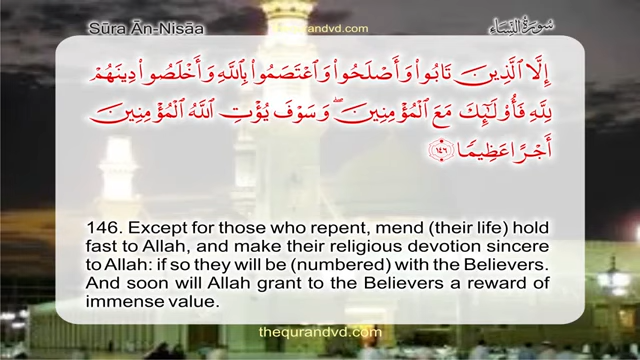 Sūra Ān-Nisāa
thequrandvd.com
سورة النساء
إِلَّا ٱلَّذِينَ تَابُوا۟ وَأَصْلَحُوا۟ وَٱعْتَصَمُوا۟ بِٱللَّهِ وَأَخْلَصُوا۟ دِينَهُمْ
لِلَّهِ فَأُو۟لَـٰٓئِكَ مَعَ ٱلْمُؤْمِنِينَ ۖ وَسَوْفَ يُؤْتِ ٱللَّهُ ٱلْمُؤْمِنِينَ
أَجْرًا عَظِيمًا ١٤٦
146. Except for those who repent, mend (their life) hold
fast to Allah, and make their religious devotion sincere
to Allah: if so they will be (numbered) with the Believers.
And soon will Allah grant to the Believers a reward of
immense value.
thequrandvd.com